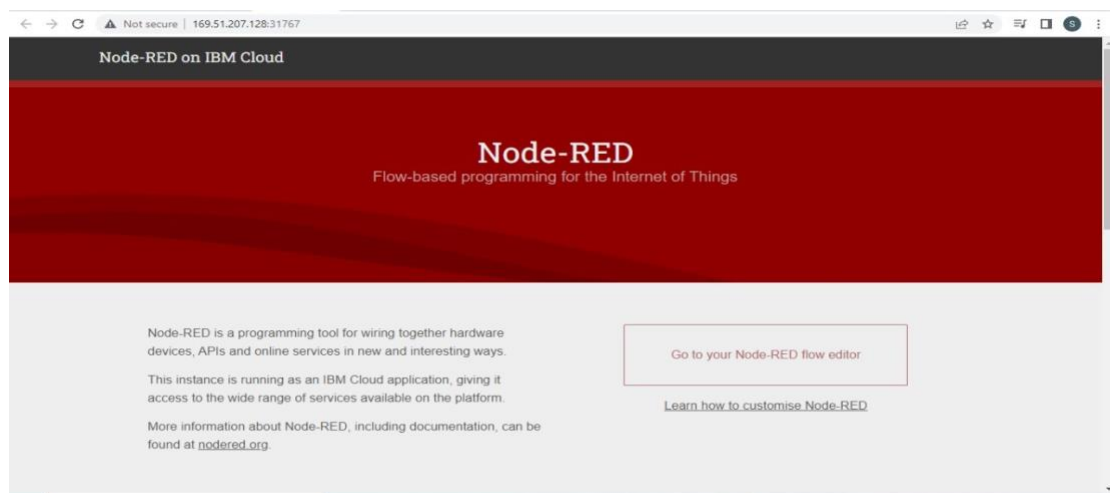 Not secure | 169.51.207.128:31767
S
Node-RED on IBM Cloud
Node-RED
Flow-based programming for the Internet of Things
Node-RED is a programming tool for wiring together hardware
devices, APIs and online services in new and interesting ways.
This instance is running as an IBM Cloud application, giving it
access to the wide range of services available on the platform.
More information about Node-RED, including documentation, can be
found at nodered.org.
Go to your Node-RED flow editor
Learn how to customise Node-RED